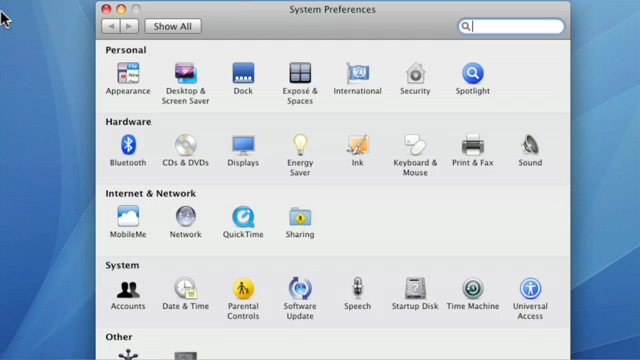 System Preferences
Show All
Personal
Appearance
Desktop & Screen Saver
Dock
Exposé & Spaces
International
Security
Spotlight
Hardware
Bluetooth
CDs & DVDs
Displays
Energy Saver
Ink
Keyboard & Mouse
Print & Fax
Sound
Internet & Network
MobileMe
Network
QuickTime
Sharing
System
Accounts
Date & Time
Parental Controls
Software Update
Speech
Startup Disk
Time Machine
Universal Access
Other